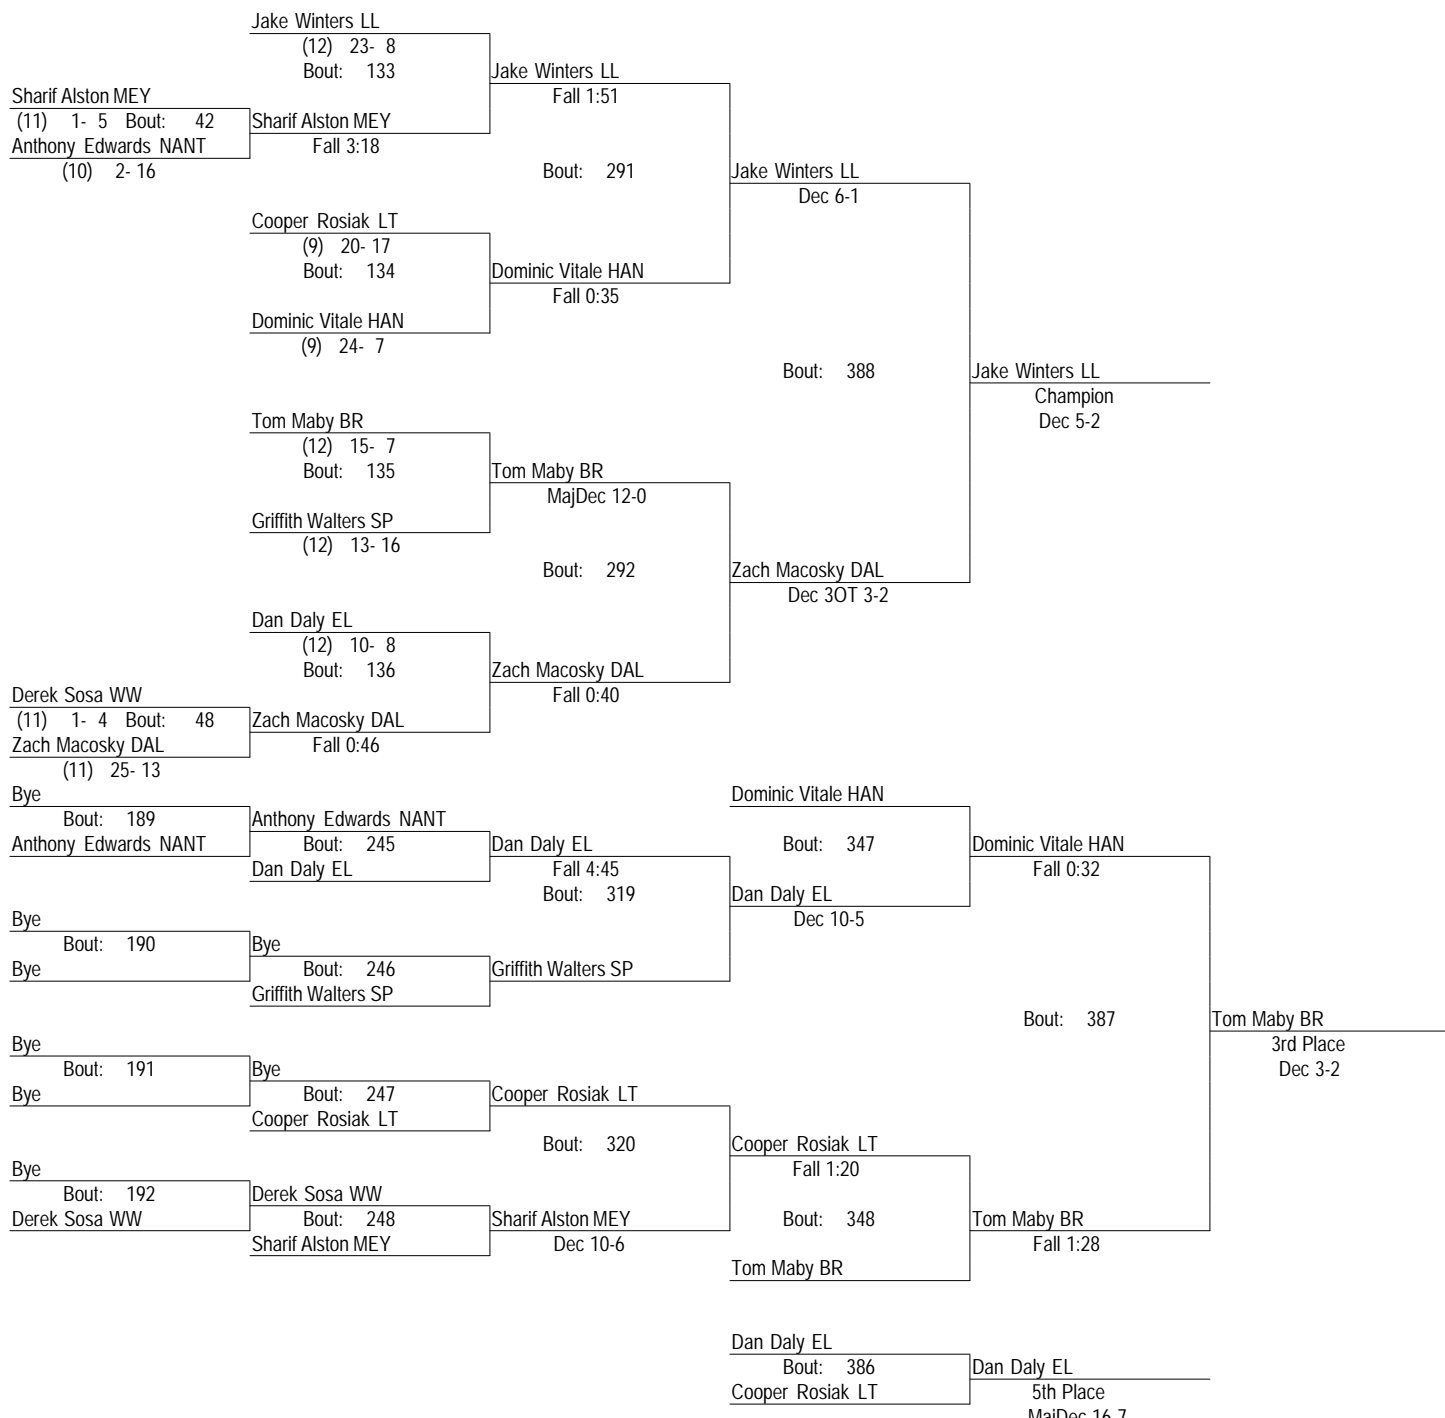 Jake Winters LL
(12) 23- 8
Bout: 133
Jake Winters LL
Fall 1:51
Sharif Alston MEY
(11) 1- 5 Bout: 42
Sharif Alston MEY
Anthony Edwards NANT
Fall 3:18
(10) 2- 16
Bout: 291
Jake Winters LL
Dec 6-1
Cooper Rosiak LT
(9) 20- 17
Bout: 134
Dominic Vitale HAN
Fall 0:35
Dominic Vitale HAN
(9) 24- 7
Bout: 388
Jake Winters LL
Champion
Dec 5-2
Tom Maby BR
(12) 15- 7
Bout: 135
Tom Maby BR
MajDec 12-0
Griffith Walters SP
(12) 13- 16
Bout: 292
Zach Macosky DAL
Dec 3OT 3-2
Dan Daly EL
(12) 10- 8
Bout: 136
Zach Macosky DAL
Fall 0:40
Derek Sosa WW
(11) 1- 4 Bout: 48
Zach Macosky DAL
Zach Macosky DAL
Fall 0:46
(11) 25- 13
Bye
Dominic Vitale HAN
Bout: 189
Anthony Edwards NANT
Anthony Edwards NANT
Bout: 245
Dan Daly EL
Bout: 347
Dominic Vitale HAN
Dan Daly EL
Fall 4:45
Fall 0:32
Bout: 319
Dan Daly EL
Dec 10-5
Bye
Bout: 190
Bye
Bye
Bout: 246
Griffith Walters SP
Griffith Walters SP
Bout: 387
Tom Maby BR
3rd Place
Dec 3-2
Bye
Bout: 191
Bye
Bye
Bout: 247
Cooper Rosiak LT
Cooper Rosiak LT
Bout: 320
Cooper Rosiak LT
Fall 1:20
Bye
Bout: 192
Derek Sosa WW
Derek Sosa WW
Bout: 248
Sharif Alston MEY
Bout: 348
Tom Maby BR
Sharif Alston MEY
Dec 10-6
Fall 1:28
Tom Maby BR
Dan Daly EL
Bout: 386
Dan Daly EL
Cooper Rosiak LT
5th Place
MajDec 16-7